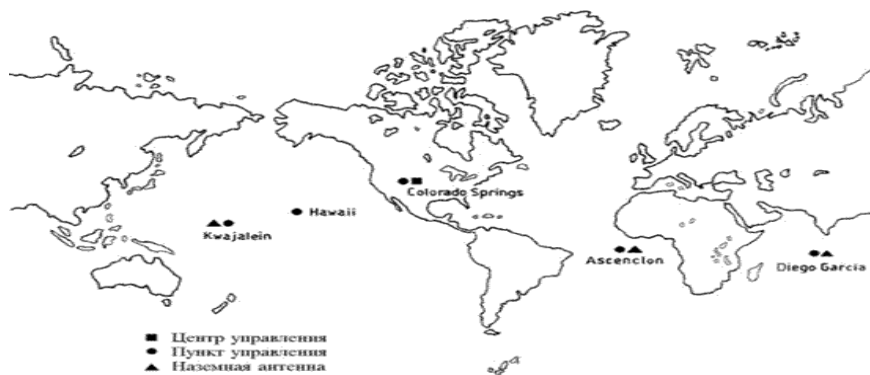 Colorado Springs
Hawaii
Kwajalein
Ascencion
Diego Garcia
Центр управления
Пункт управления
Наземная антенна